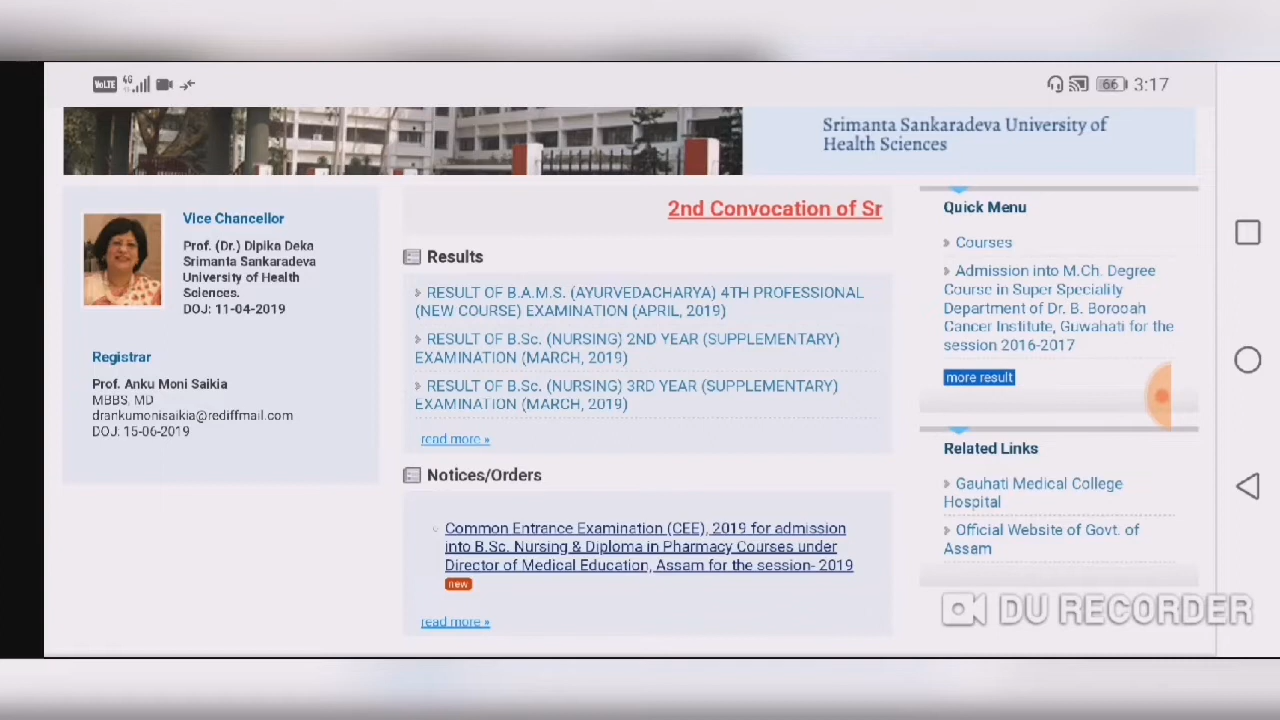 VoLTE 4G 66 3:17
Srimanta Sankaradeva University of
Health Sciences
Vice Chancellor
Prof. (Dr.) Dipika Deka
Srimanta Sankaradeva
University of Health
Sciences.
DOJ: 11-04-2019
Registrar
Prof. Anku Moni Saikia
MBBS, MD
drankumonisaikia@rediffmail.com
DOJ: 15-06-2019
2nd Convocation of Sr
Results
RESULT OF B.A.M.S. (AYURVEDACHARYA) 4TH PROFESSIONAL
(NEW COURSE) EXAMINATION (APRIL, 2019)
RESULT OF B.Sc. (NURSING) 2ND YEAR (SUPPLEMENTARY)
EXAMINATION (MARCH, 2019)
RESULT OF B.Sc. (NURSING) 3RD YEAR (SUPPLEMENTARY)
EXAMINATION (MARCH, 2019)
read more »
Notices/Orders
Common Entrance Examination (CEE), 2019 for admission
into B.Sc. Nursing & Diploma in Pharmacy Courses under
Director of Medical Education, Assam for the session- 2019
new
read more »
Quick Menu
Courses
Admission into M.Ch. Degree
Course in Super Speciality
Department of Dr. B. Borooah
Cancer Institute, Guwahati for the
session 2016-2017
more result
Related Links
Gauhati Medical College
Hospital
Official Website of Govt. of
Assam
DU RECORDER